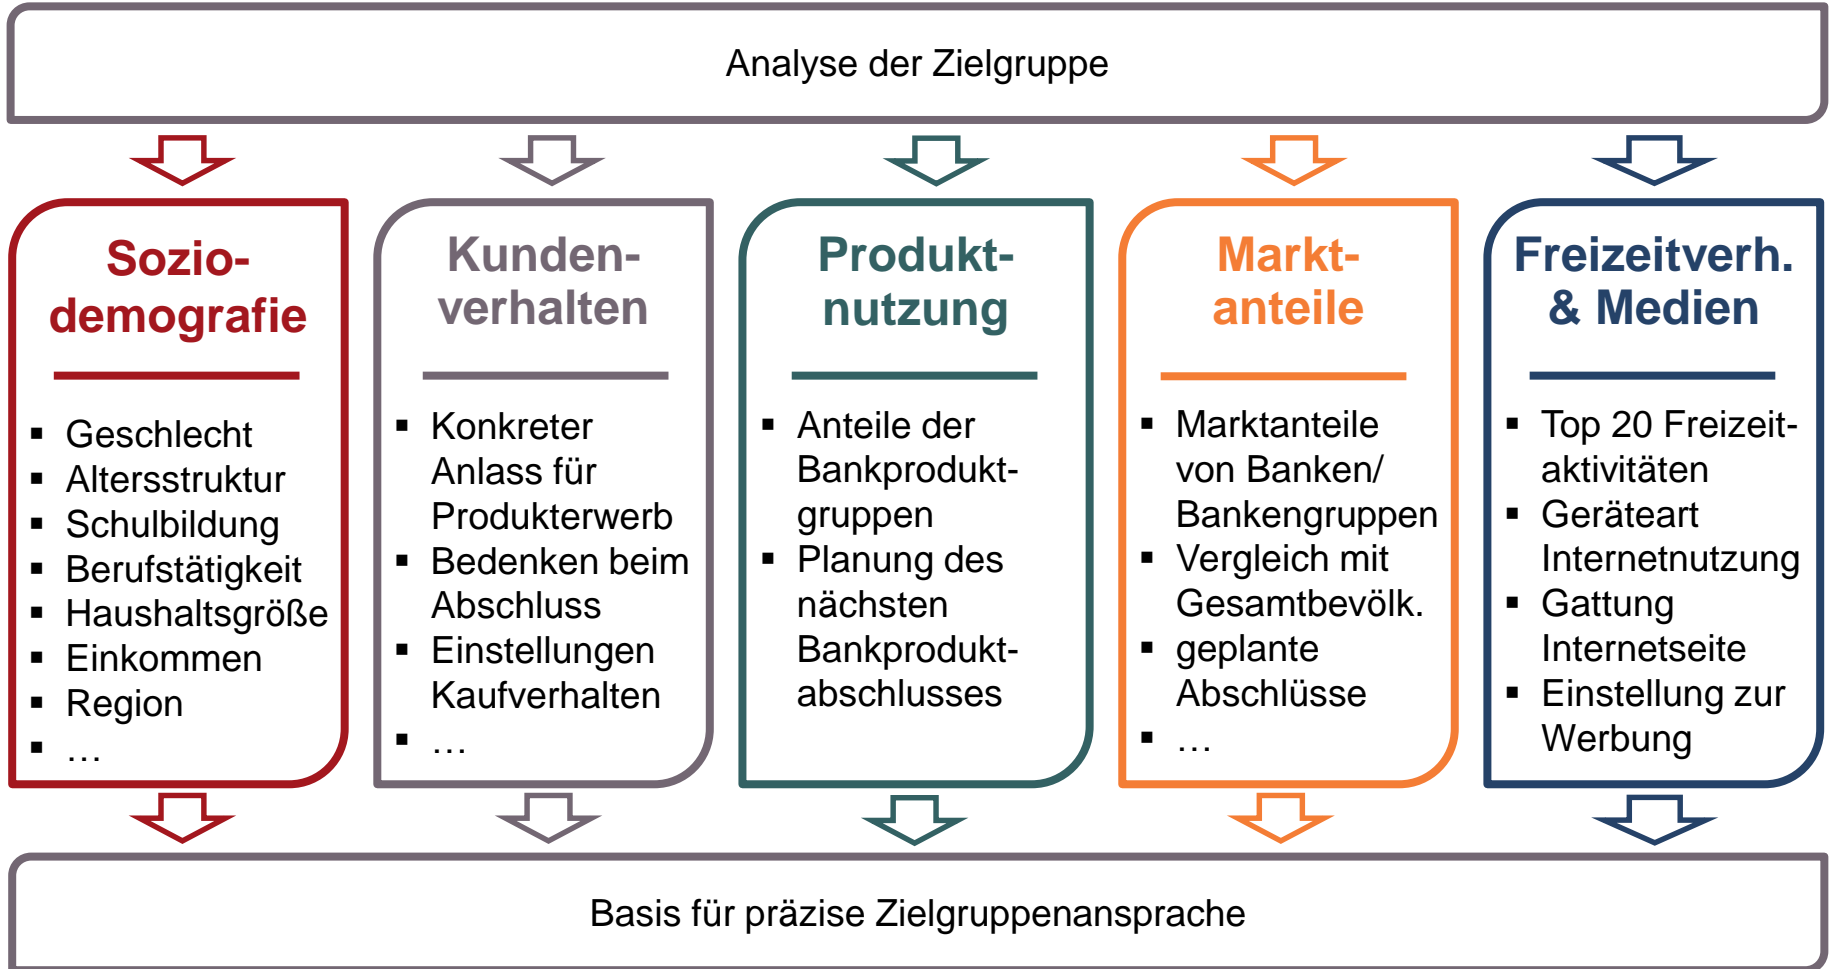 Analyse der Zielgruppe
Sozio-
demografie
▪ Geschlecht
▪ Altersstruktur
▪ Schulbildung
▪ Berufstätigkeit
▪ Haushaltsgröße
▪ Einkommen
▪ Region
▪ …
Kunden-
verhalten
▪ Konkreter
Anlass für
Produkterwerb
▪ Bedenken beim
Abschluss
▪ Einstellungen
Kaufverhalten
▪ …
Produkt-
nutzung
▪ Anteile der
Bankprodukt-
gruppen
▪ Planung des
nächsten
Bankprodukt-
abschlusses
Markt-
anteile
▪ Marktanteile
von Banken/
Bankengruppen
▪ Vergleich mit
Gesamtbevölk.
▪ geplante
Abschlüsse
▪ …
Freizeitverh.
& Medien
▪ Top 20 Freizeit-
aktivitäten
▪ Geräteart
Internetnutzung
▪ Gattung
Internetseite
▪ Einstellung zur
Werbung
Basis für präzise Zielgruppenansprache